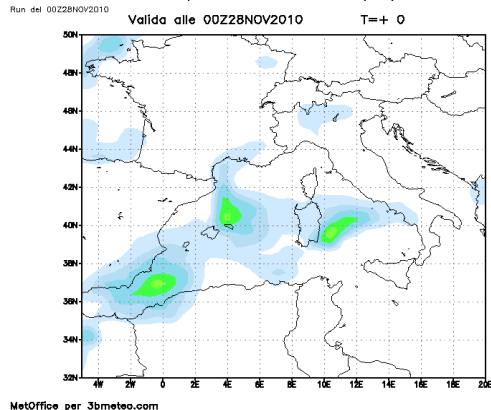 Run del 00Z28NOV2010
Valida alle 00Z28NOV2010 T=+ 0
50N
48N
46N
44N
42N
40N
38N
36N
34N
32N
4W 2W 0 2E 4E 6E 8E 10E 12E 14E 16E 18E 20E
MetOffice per 3bmeteo.com